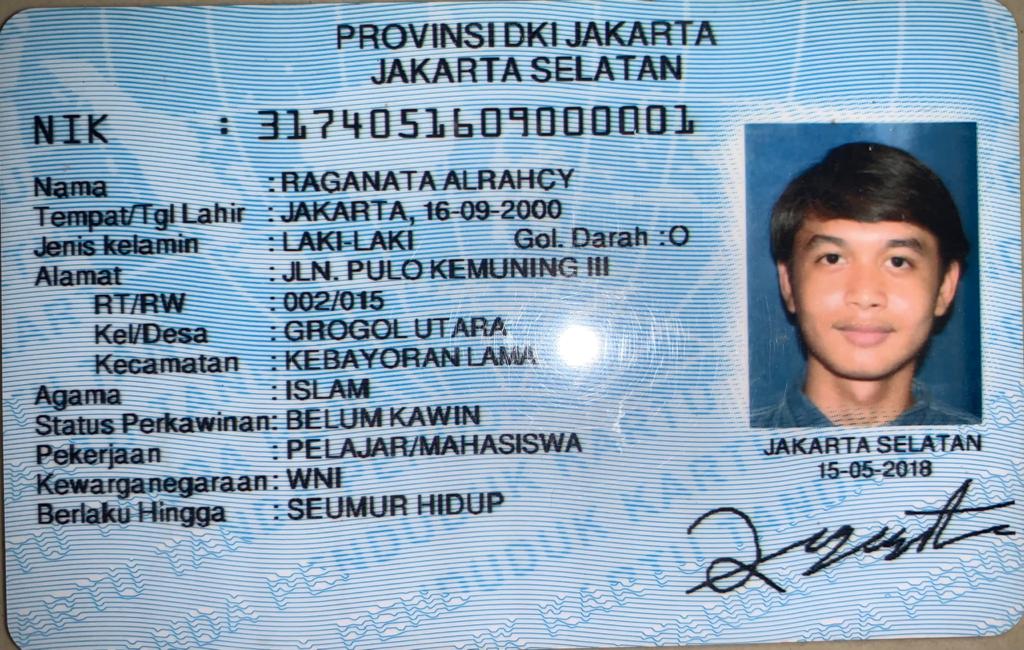 PROVINSI DKI JAKARTA
JAKARTA SELATAN
NIK : 3174051609000001
Nama : RAGANATA ALRAHCY
Tempat/Tgl Lahir : JAKARTA, 16-09-2000
Jenis kelamin : LAKI-LAKI Gol. Darah : O
Alamat : JLN. PULO KEMUNING III
RT/RW : 002/015
Kel/Desa : GROGOL UTARA
Kecamatan : KEBAYORAN LAMA
Agama : ISLAM
Status Perkawinan: BELUM KAWIN
Pekerjaan : PELAJAR/MAHASISWA
Kewarganegaraan: WNI
Berlaku Hingga : SEUMUR HIDUP
JAKARTA SELATAN
15-05-2018